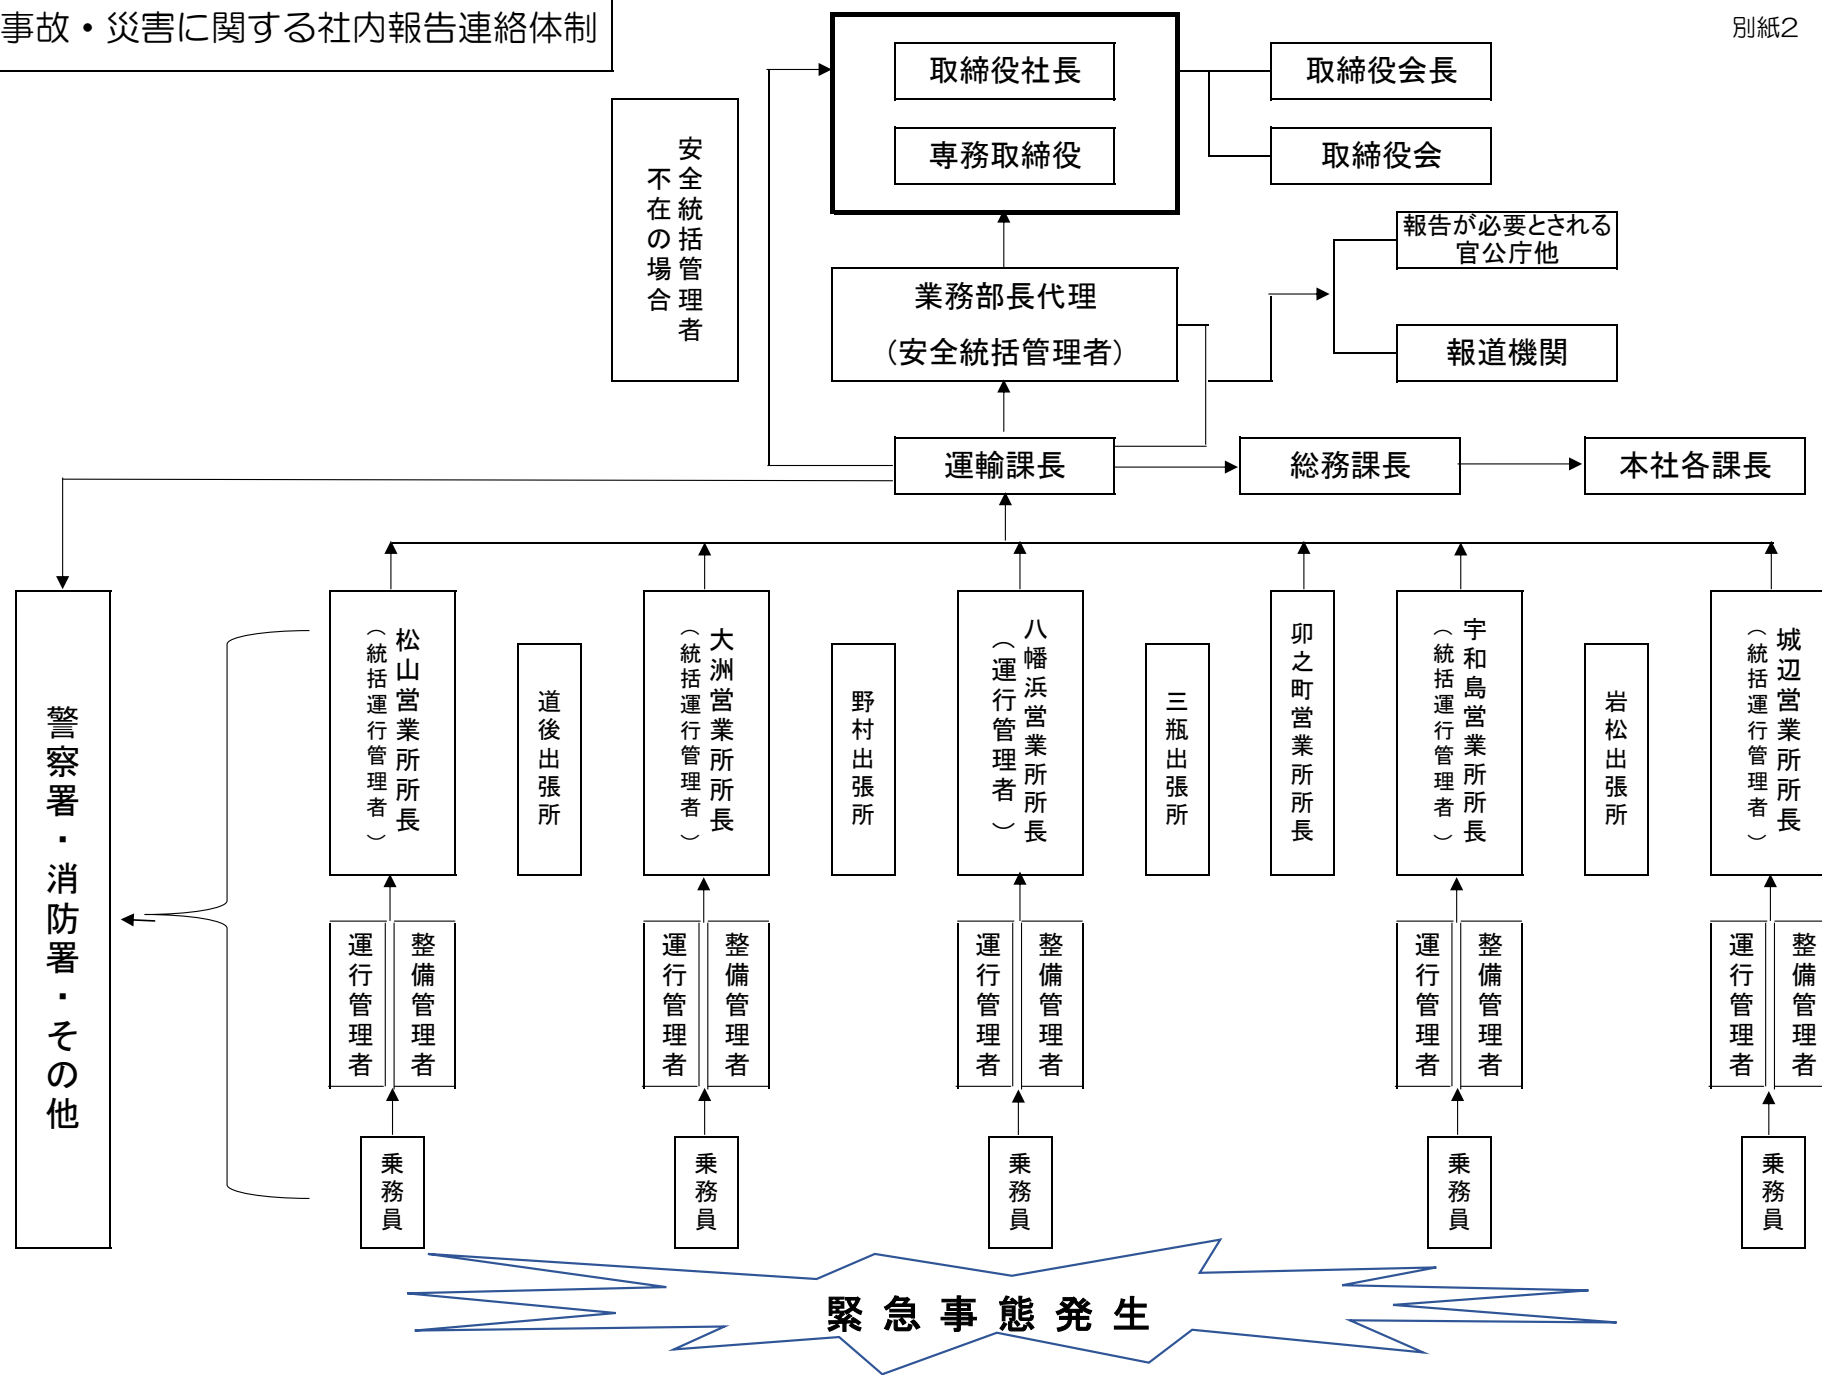 事故・災害に関する社内報告連絡体制
別紙2
取締役社長
取締役会長
専務取締役
取締役会
安全統括管理者
不在の場合
報告が必要とされる
官公庁他
業務部長代理
（安全統括管理者）
報道機関
運輸課長
総務課長
本社各課長
警察署・消防署・その他
松山営業所所長
（統括運行管理者）
道後出張所
大洲営業所所長
（統括運行管理者）
野村出張所
八幡浜営業所所長
（運行管理者）
三瓶出張所
卯之町営業所所長
宇和島営業所所長
（統括運行管理者）
岩松出張所
城辺営業所所長
（統括運行管理者）
運行管理者
整備管理者
運行管理者
整備管理者
運行管理者
整備管理者
運行管理者
整備管理者
運行管理者
整備管理者
乗務員
乗務員
乗務員
乗務員
乗務員
緊急事態発生